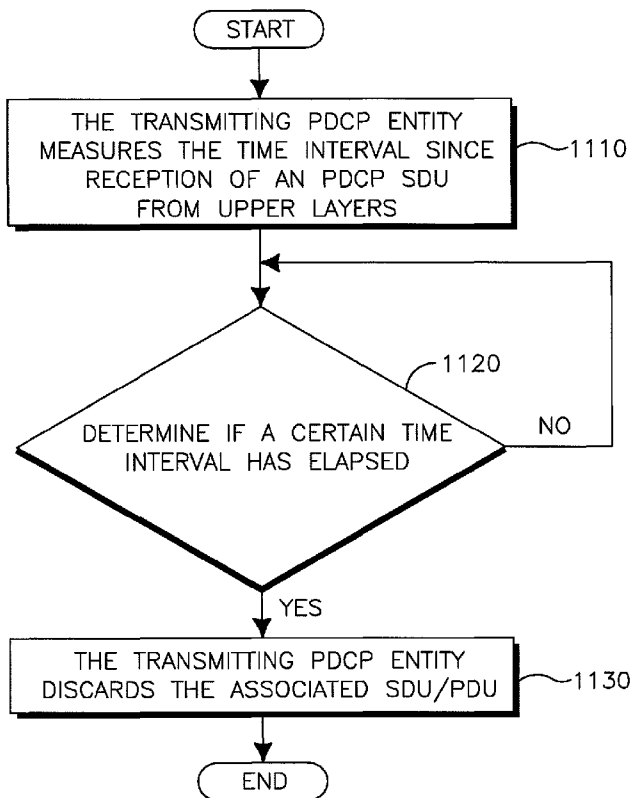 START
THE TRANSMITTING PDCP ENTITY
MEASURES THE TIME INTERVAL SINCE
RECEPTION OF AN PDCP SDU
FROM UPPER LAYERS
1110
1120
DETERMINE IF A CERTAIN TIME
INTERVAL HAS ELAPSED
NO
YES
THE TRANSMITTING PDCP ENTITY
DISCARDS THE ASSOCIATED SDU/PDU
1130
END